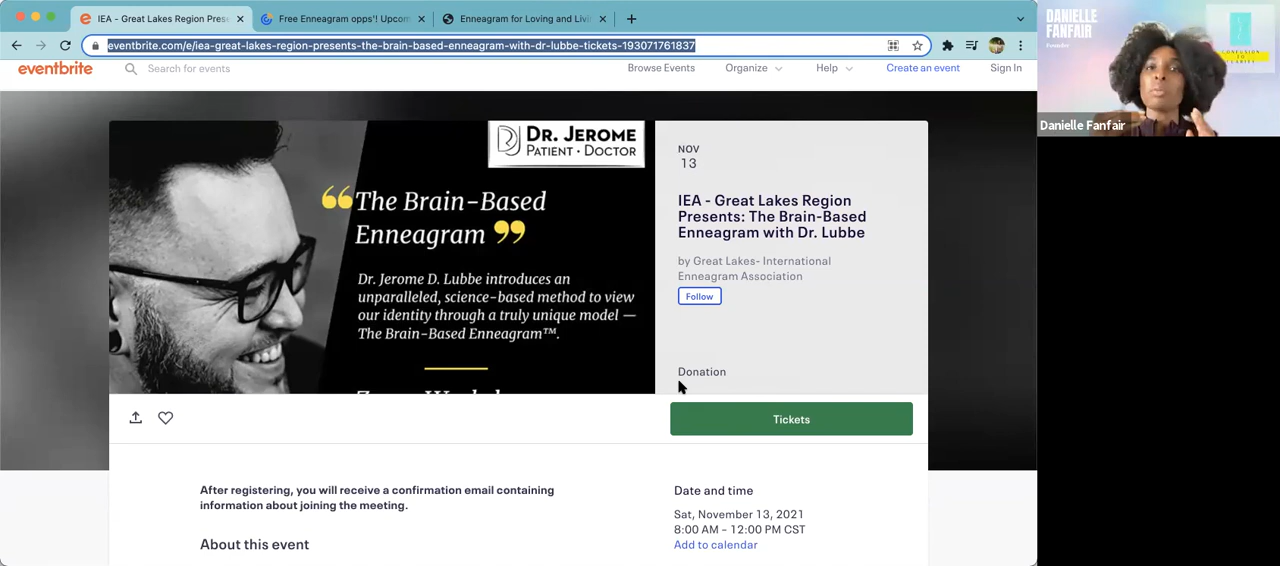 IEA - Great Lakes Region Prese
Free Enneagram opps'! Upcom
Enneagram for Loving and Livi
eventbrite.com/e/iea-great-lakes-region-presents-the-brain-based-enneagram-with-dr-lubbe-tickets-193071761837
eventbrite
Search for events
Browse Events
Organize
Help
Create an event
Sign In
DR. JEROME
PATIENT · DOCTOR
“The Brain-Based
Enneagram”
Dr. Jerome D. Lubbe introduces an
unparalleled, science-based method to view
our identity through a truly unique model —
The Brain-Based Enneagram™.
NOV
13
IEA - Great Lakes Region
Presents: The Brain-Based
Enneagram with Dr. Lubbe
by Great Lakes- International
Enneagram Association
Follow
Donation
Tickets
After registering, you will receive a confirmation email containing
information about joining the meeting.
About this event
Date and time
Sat, November 13, 2021
8:00 AM – 12:00 PM CST
Add to calendar
DANIELLE
FANFAIR
Founder
CONFUSION
TO
CLARITY
Danielle Fanfair